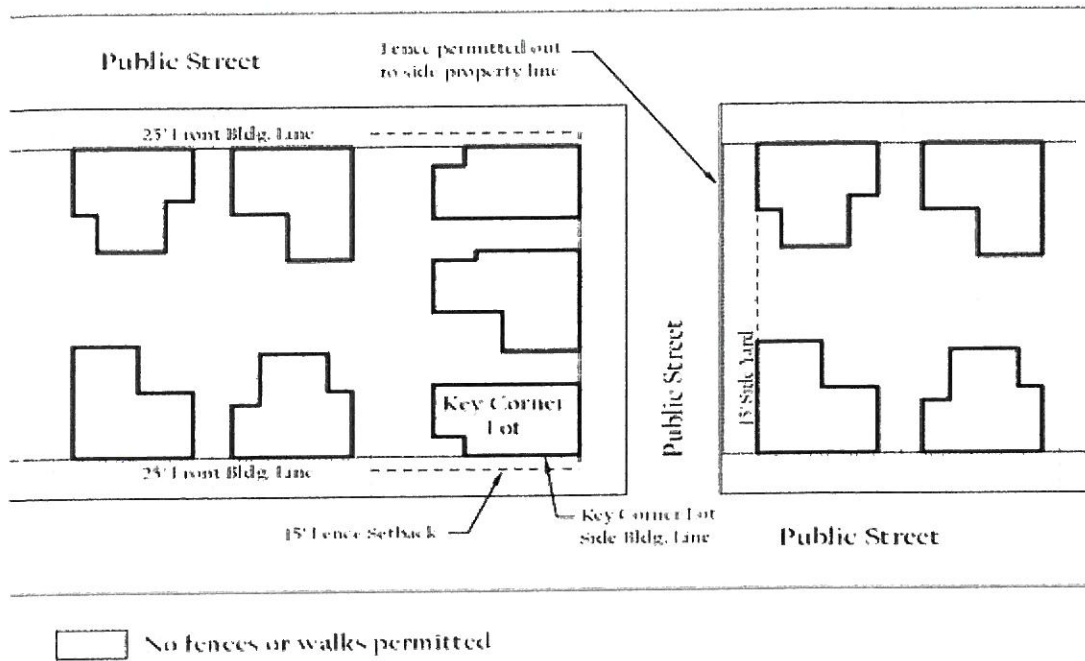 Public Street
Fence permitted out
to side property line
25' Front Bldg. Line
Key Corner
Lot
Public Street
15' Side Yard
25' Front Bldg. Line
15' Fence Setback
Key Corner Lot
Side Bldg. Line
Public Street
No fences or walks permitted